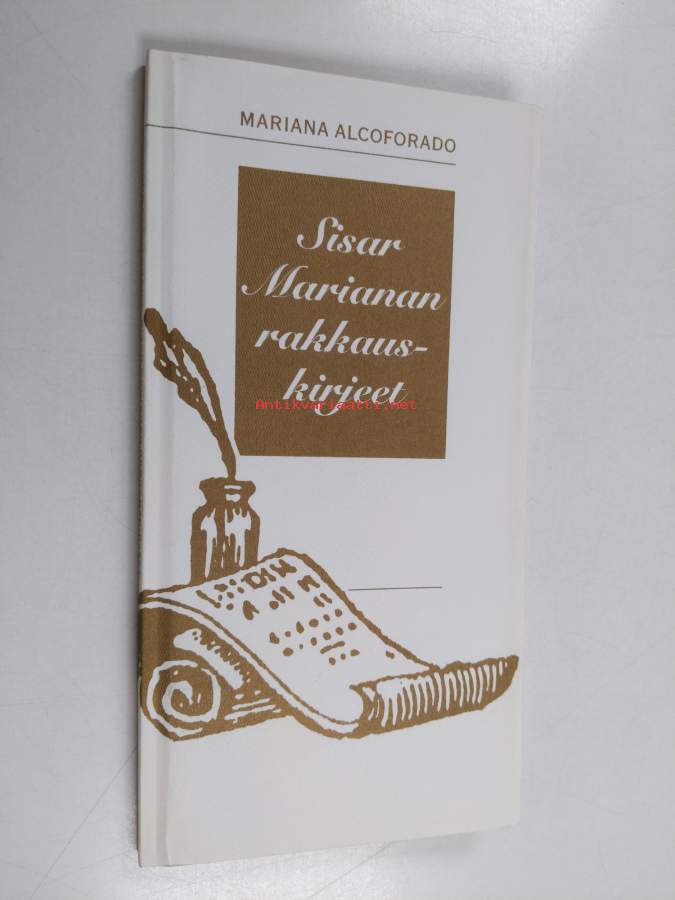 MARIANA ALCOFORADO
Sisar
Marianan
rakkaus-
kirjeet
Antikvariaatti.net